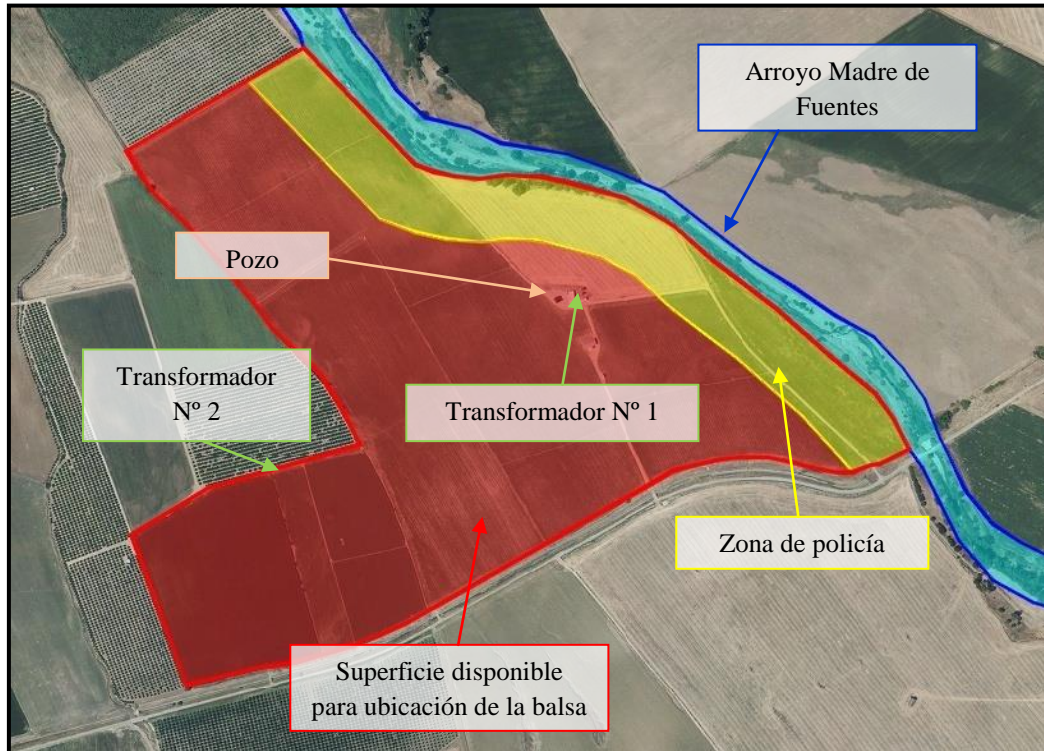 Arroyo Madre de
Fuentes
Pozo
Transformador
Nº 2
Transformador Nº 1
Zona de policía
Superficie disponible
para ubicación de la balsa